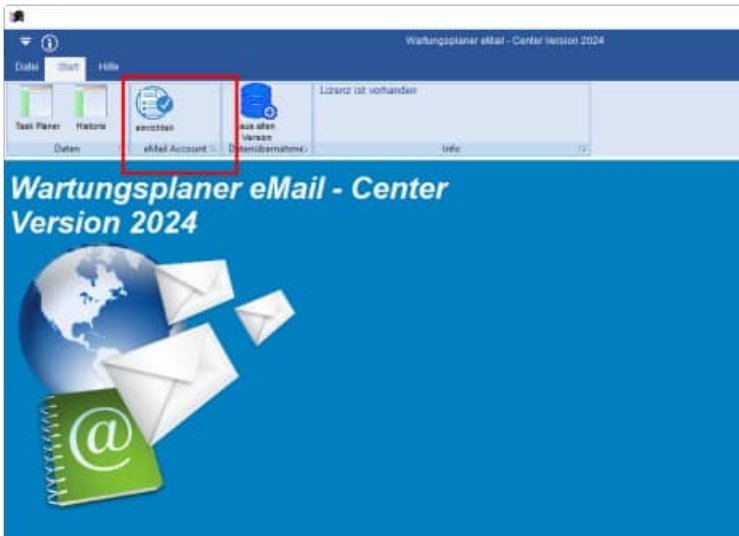 Wartungsplaner eMail - Center Version 2024
Datei Start Hilfe
Lizenz ist vorhanden
Task Planer Historie einrichten aus alten
Version
Daten eMail Account Datenübernahme Info
Wartungsplaner eMail - Center
Version 2024
@